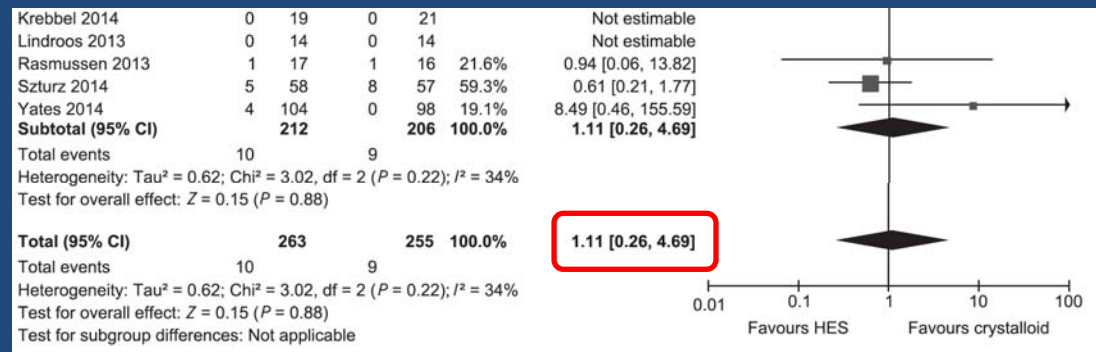 Krebbel 2014 0 19 0 21 Not estimable
Lindroos 2013 0 14 0 14 Not estimable
Rasmussen 2013 1 17 1 16 21.6% 0.94 [0.06, 13.82]
Szturz 2014 5 58 8 57 59.3% 0.61 [0.21, 1.77]
Yates 2014 4 104 0 98 19.1% 8.49 [0.46, 155.59]
Subtotal (95% CI) 212 206 100.0% 1.11 [0.26, 4.69]
Total events 10 9
Heterogeneity: Tau² = 0.62; Chi² = 3.02, df = 2 (P = 0.22); I² = 34%
Test for overall effect: Z = 0.15 (P = 0.88)
Total (95% CI) 263 255 100.0% 1.11 [0.26, 4.69]
Total events 10 9
Heterogeneity: Tau² = 0.62; Chi² = 3.02, df = 2 (P = 0.22); I² = 34%
Test for overall effect: Z = 0.15 (P = 0.88)
Test for subgroup differences: Not applicable
0.01 0.1 1 10 100
Favours HES Favours crystalloid